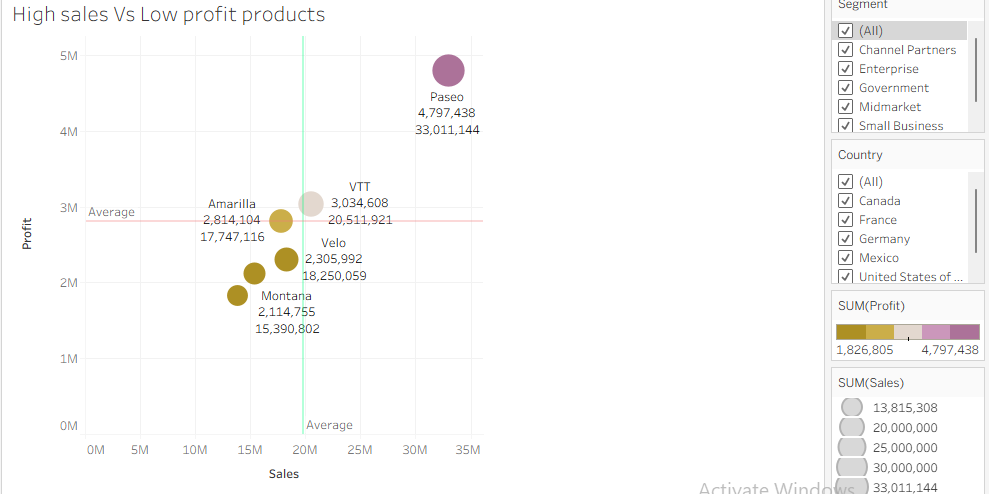 High sales Vs Low profit products
5M
4M
3M
2M
1M
0M
Profit
Average
Paseo
4,797,438
33,011,144
VTT
3,034,608
20,511,921
Amarilla
2,814,104
17,747,116
Velo
2,305,992
18,250,059
Montana
2,114,755
15,390,802
Average
0M 5M 10M 15M 20M 25M 30M 35M
Sales
Segment
(All)
Channel Partners
Enterprise
Government
Midmarket
Small Business
Country
(All)
Canada
France
Germany
Mexico
United States of ...
SUM(Profit)
1,826,805 4,797,438
SUM(Sales)
13,815,308
20,000,000
25,000,000
30,000,000
33,011,144
Activate Windows